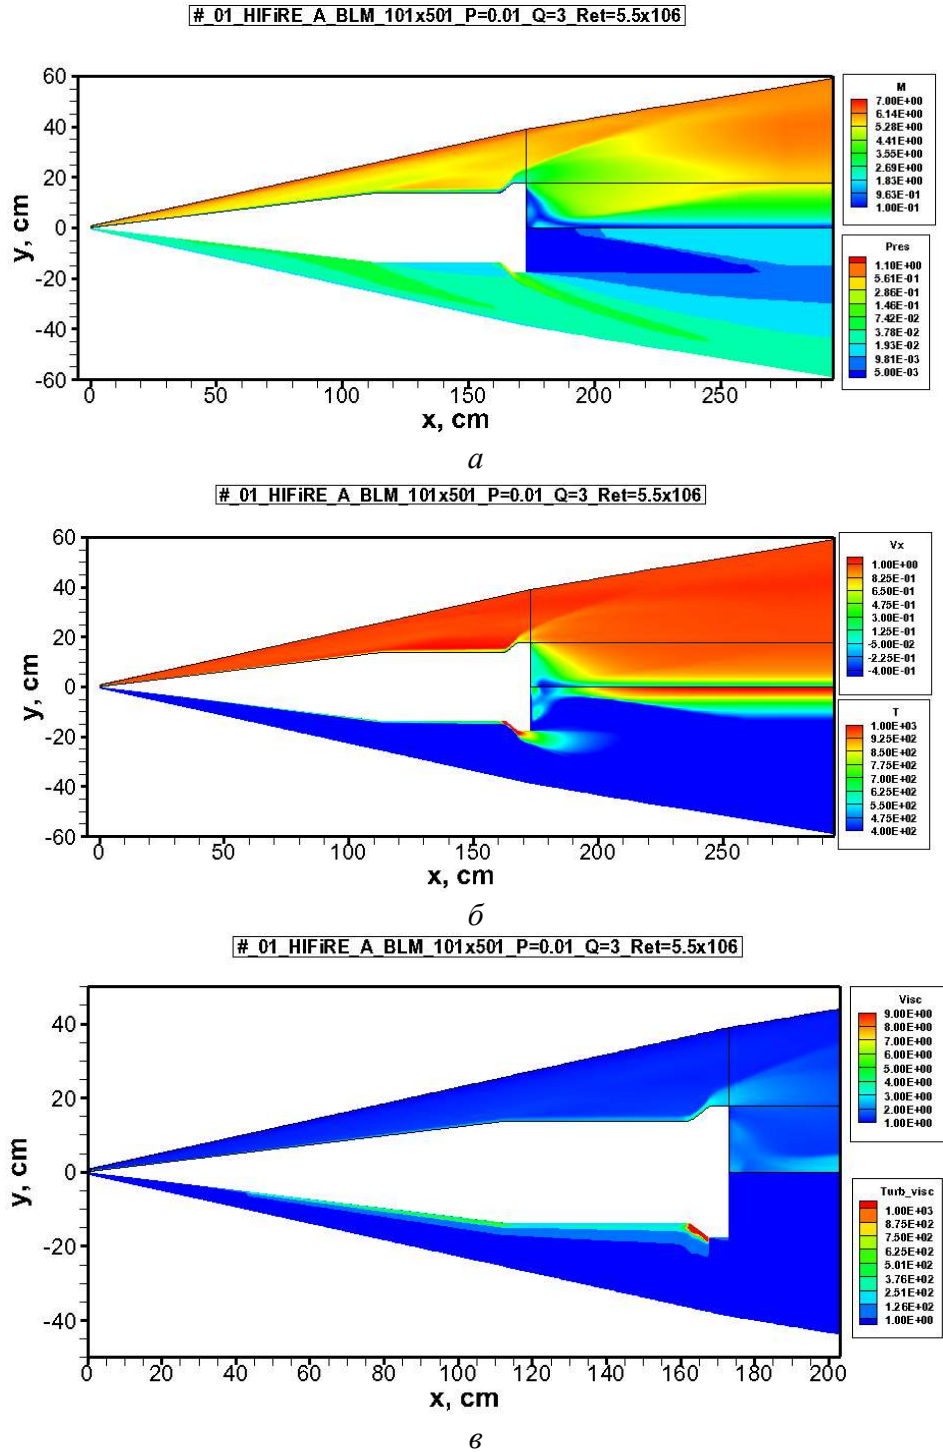 #_01_HIFiRE_A_BLM_101x501_P=0.01_Q=3_Ret=5.5x106
60
40
20
0
-20
-40
-60
y, cm
0 50 100 150 200 250
x, cm
M
7.00E+00
6.14E+00
5.28E+00
4.41E+00
3.55E+00
2.69E+00
1.83E+00
9.63E-01
1.00E-01
Pres
1.10E+00
5.61E-01
2.86E-01
1.46E-01
7.42E-02
3.78E-02
1.93E-02
9.81E-03
5.00E-03
а
#_01_HIFiRE_A_BLM_101x501_P=0.01_Q=3_Ret=5.5x106
60
40
20
0
-20
-40
-60
y, cm
0 50 100 150 200 250
x, cm
Vx
1.00E+00
8.25E-01
6.50E-01
4.75E-01
3.00E-01
1.25E-01
-5.00E-02
-2.25E-01
-4.00E-01
T
1.00E+03
9.25E+02
8.50E+02
7.75E+02
7.00E+02
6.25E+02
5.50E+02
4.75E+02
4.00E+02
б
#_01_HIFiRE_A_BLM_101x501_P=0.01_Q=3_Ret=5.5x106
40
20
0
-20
-40
y, cm
0 20 40 60 80 100 120 140 160 180 200
x, cm
Visc
9.00E+00
8.00E+00
7.00E+00
6.00E+00
5.00E+00
4.00E+00
3.00E+00
2.00E+00
1.00E+00
Turb_visc
1.00E+03
8.75E+02
7.50E+02
6.25E+02
5.01E+02
3.76E+02
2.51E+02
1.26E+02
1.00E+00
в